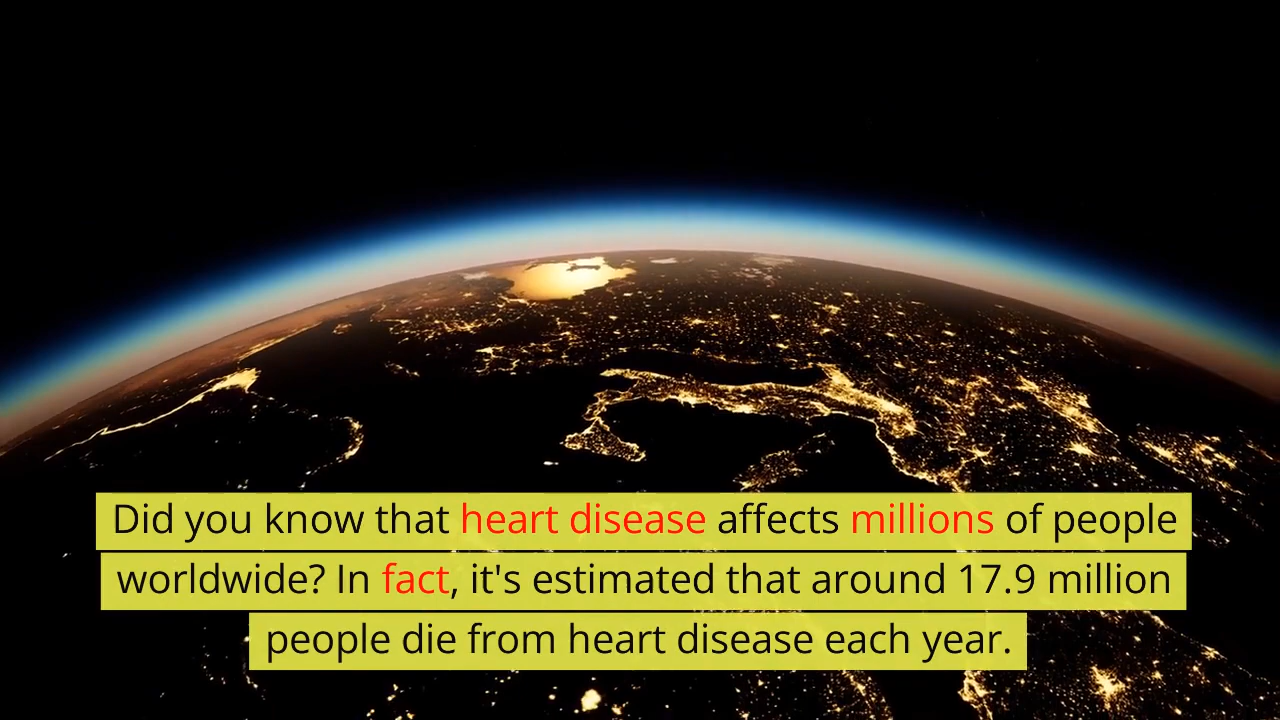 Did you know that heart disease affects millions of people
worldwide? In fact, it's estimated that around 17.9 million
people die from heart disease each year.